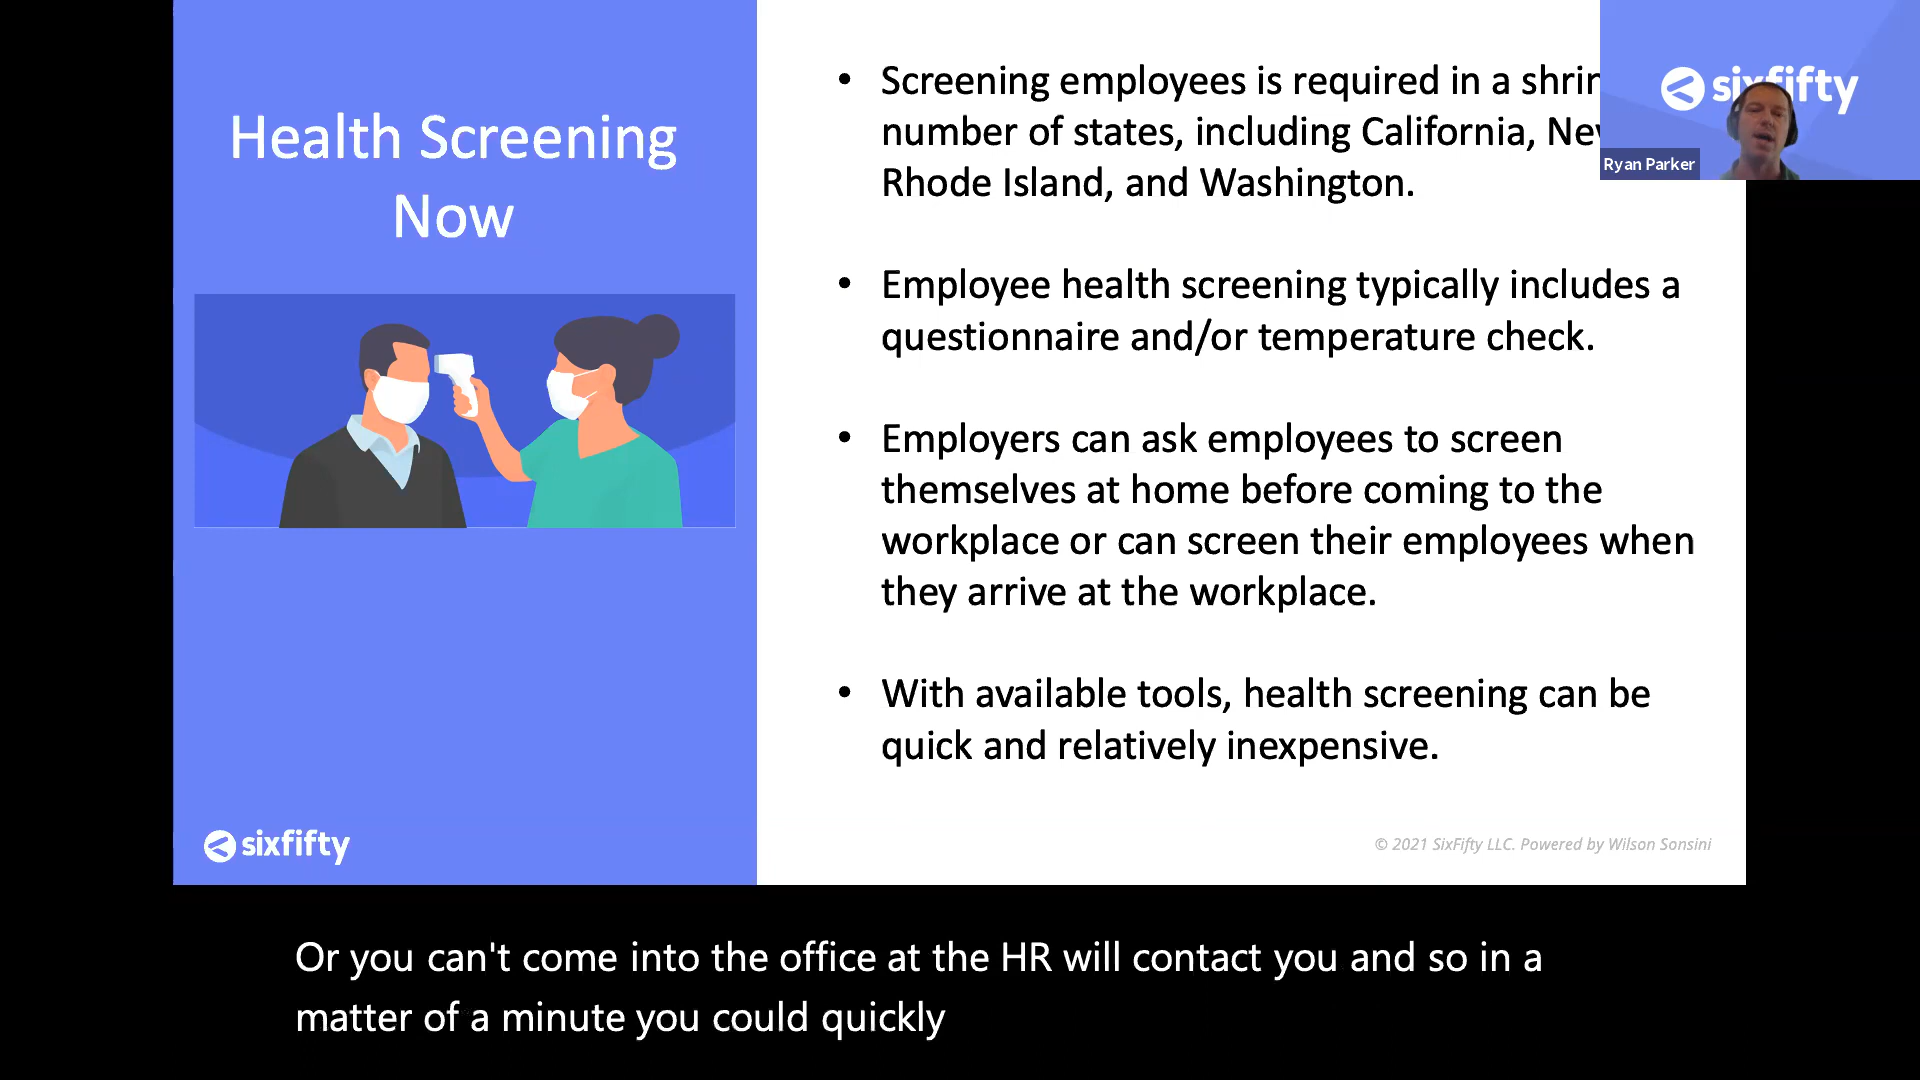 Health Screening
Now
• Screening employees is required in a
number of states, including California,
Rhode Island, and Washington.
• Employee health screening typically includes a
questionnaire and/or temperature check.
• Employers can ask employees to screen
themselves at home before coming to the
workplace or can screen their employees when
they arrive at the workplace.
• With available tools, health screening can be
quick and relatively inexpensive.
sixfifty
Ryan Parker
sixfifty
© 2021 SixFifty LLC. Powered by Wilson Sonsini
Or you can't come into the office at the HR will contact you and so in a
matter of a minute you could quickly